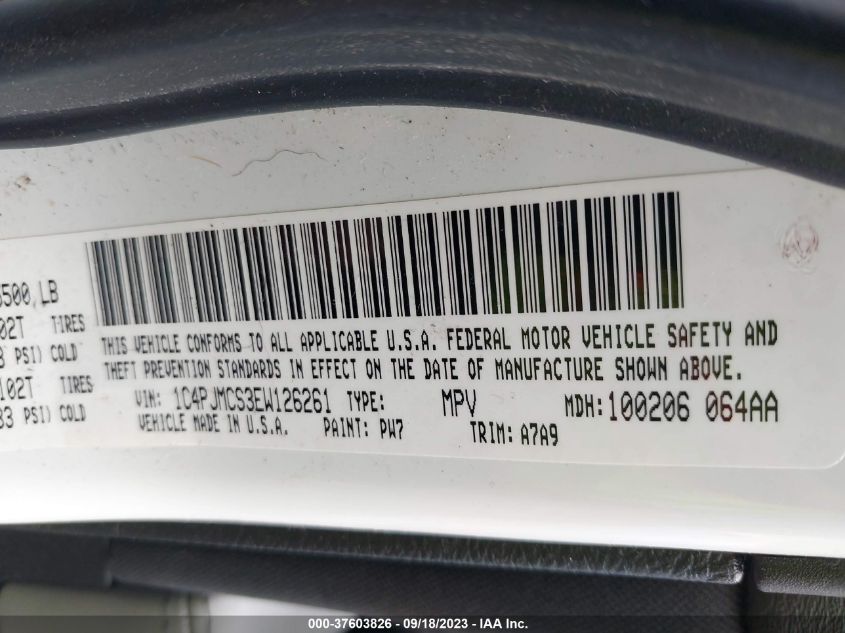 500 LB
02T TIRES
PSI) COLD
102T TIRES
33 PSI) COLD
THIS VEHICLE CONFORMS TO ALL APPLICABLE U.S.A. FEDERAL MOTOR VEHICLE SAFETY AND
THEFT PREVENTION STANDARDS IN EFFECT ON THE DATE OF MANUFACTURE SHOWN ABOVE.
VIN: 1C4PJMCS3EW126261 TYPE: MPV MDH: 100206 064AA
VEHICLE MADE IN U.S.A. PAINT: PW7 TRIM: A7A9
000-37603826 - 09/18/2023 - IAA Inc.